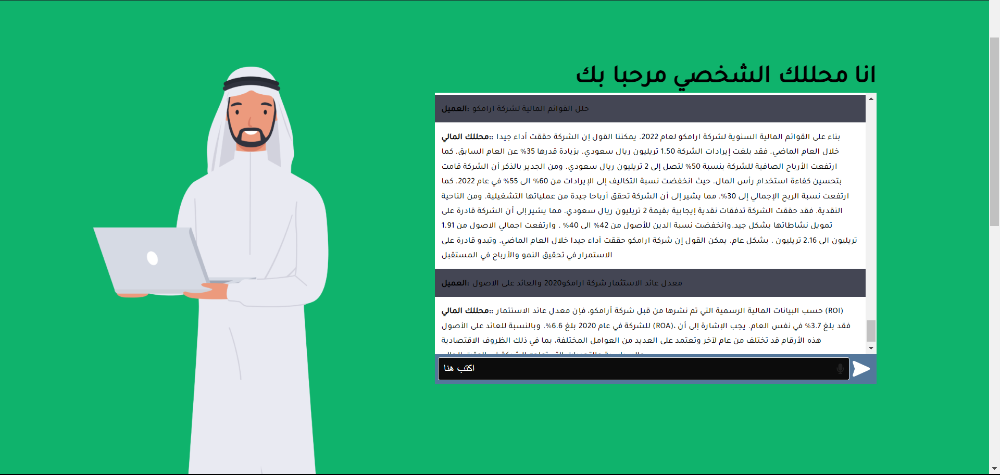 انا محللك الشخصي مرحبا بك
العميل: حلل القوائم المالية لشركة ارامكو
محللك المالي:: بناء على القوائم المالية السنوية لشركة ارامكو لعام 2022. يمكننا القول إن الشركة حققت أداء جيدا
خلال العام الماضي. فقد بلغت إيرادات الشركة 1.50 تريليون ريال سعودي. بزيادة قدرها 35% عن العام السابق. كما
ارتفعت الأرباح الصافية للشركة بنسبة 50% لتصل إلى 2 تريليون ريال سعودي. ومن الجدير بالذكر أن الشركة قامت
بتحسين كفاءة استخدام رأس المال. حيث انخفضت نسبة التكاليف إلى الإيرادات من 60% الى 55% في عام 2022. كما
ارتفعت نسبة الربح الإجمالي إلى 30%. مما يشير إلى أن الشركة تحقق أرباحا جيدة من عملياتها التشغيلية. ومن الناحية
النقدية. فقد حققت الشركة تدفقات نقدية إيجابية بقيمة 2 تريليون ريال سعودي. مما يشير إلى أن الشركة قادرة على
تمويل نشاطاتها بشكل جيد.وانخفضت نسبة الدين للأصول من 42% الى 40% . وارتفعت اجمالي الاصول من 1.91
تريليون الى 2.16 تريليون . بشكل عام. يمكن القول إن شركة ارامكو حققت أداء جيدا خلال العام الماضي. وتبدو قادرة على
الاستمرار في تحقيق النمو والأرباح في المستقبل
العميل: معدل عائد الاستثمار شركة ارامكو2020 والعائد على الاصول
محللك المالي:: حسب البيانات المالية الرسمية التي تم نشرها من قبل شركة أرامكو، فإن معدل عائد الاستثمار (ROI)
للشركة في عام 2020 بلغ 6.6%. وبالنسبة للعائد على الأصول (ROA)، فقد بلغ 3.7% في نفس العام. يجب الإشارة إلى أن
هذه الأرقام قد تختلف من عام لآخر وتعتمد على العديد من العوامل المختلفة، بما في ذلك الظروف الاقتصادية
اكتب هنا